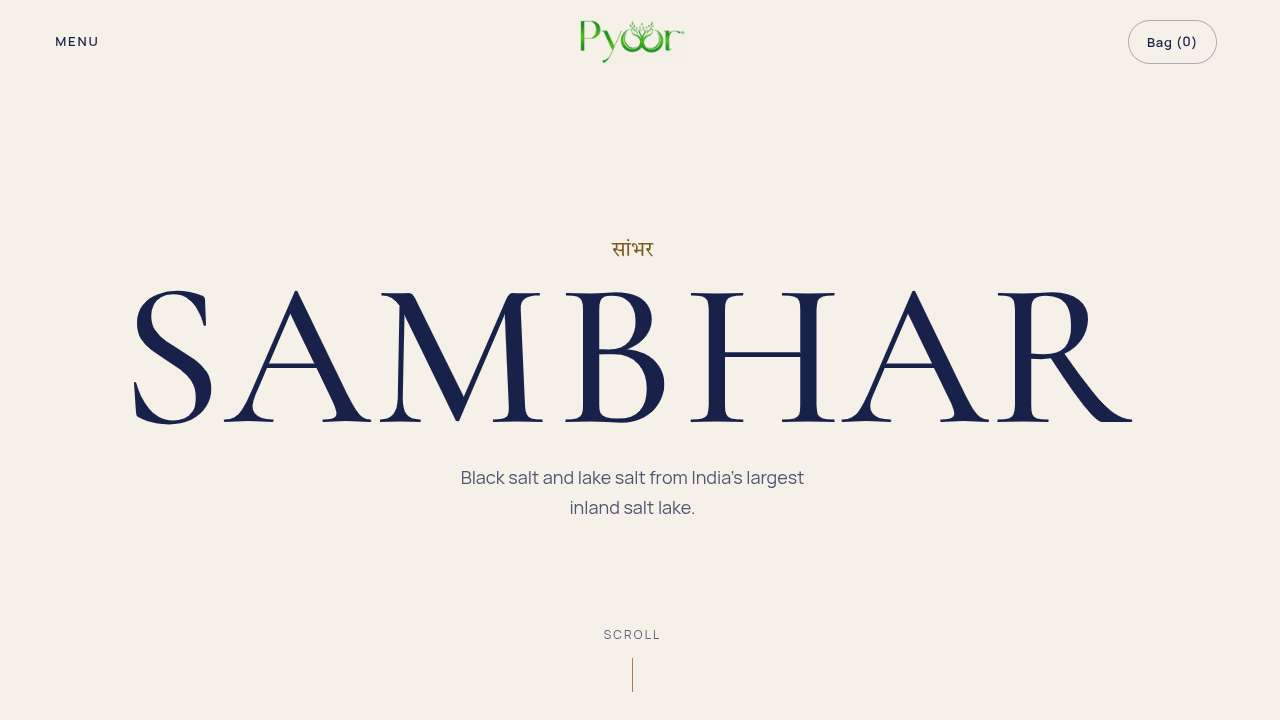 MENU
Pyoor
Bag (0)
सांभर
SAMBHAR
Black salt and lake salt from India's largest
inland salt lake.
SCROLL